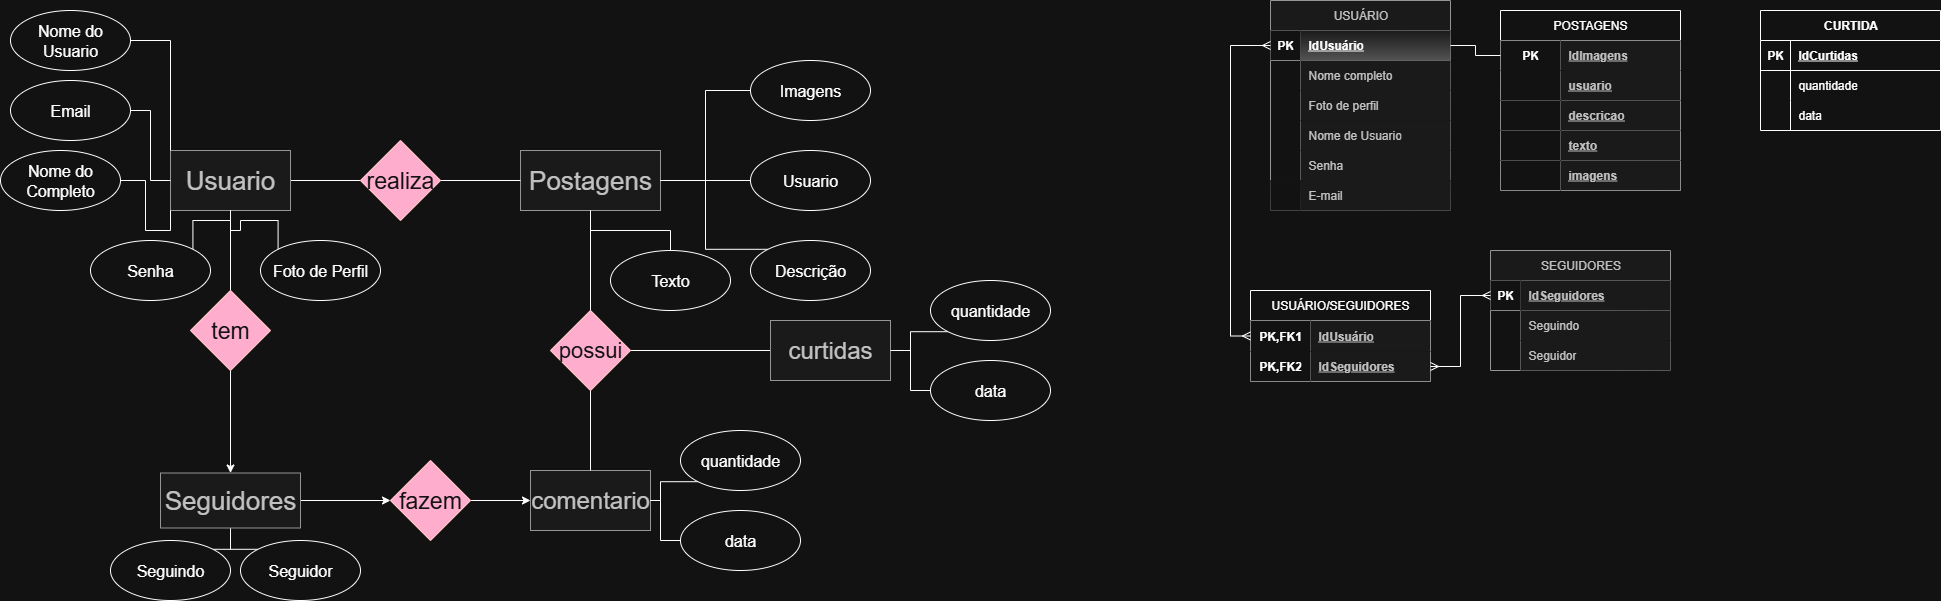 Nome do
Usuario
Email
Nome do
Completo
Usuario
realiza
Postagens
Imagens
Usuario
Descrição
Texto
Senha
Foto de Perfil
tem
possui
curtidas
quantidade
data
Seguidores
fazem
comentario
quantidade
data
Seguindo
Seguidor
USUÁRIO
PK IdUsuário
Nome completo
Foto de perfil
Nome de Usuario
Senha
E-mail
POSTAGENS
PK IdImagens
usuario
descricao
texto
imagens
CURTIDA
PK IdCurtidas
quantidade
data
USUÁRIO/SEGUIDORES
PK,FK1 IdUsuário
PK,FK2 IdSeguidores
SEGUIDORES
PK IdSeguidores
Seguindo
Seguidor